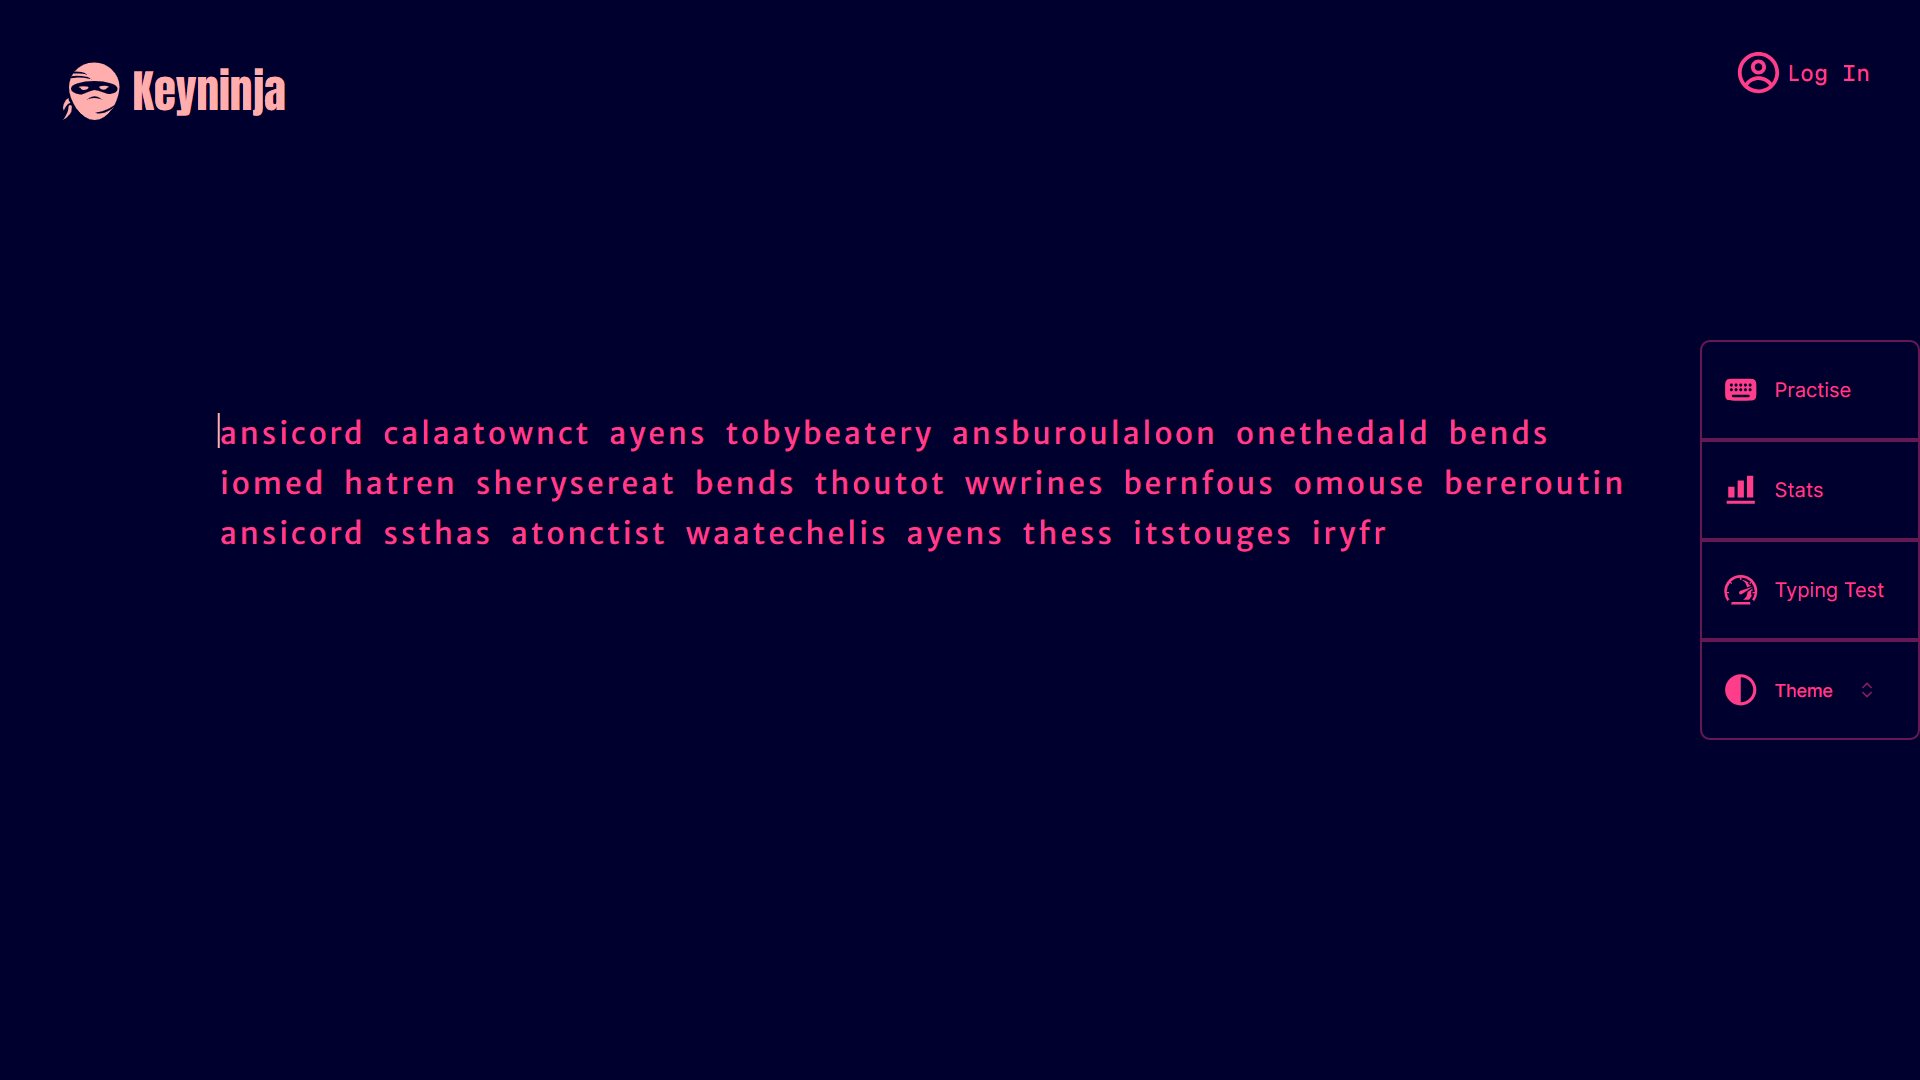 Keyninja
Log In
ansicord calaatownct ayens tobybeatery ansburoulaloon onethedald bends
iomed hatren sherysereat bends thoutot wwrines bernfous omouse bereroutin
ansicord ssthas atonctist waatechelis ayens thess itstouges iryfr
Practise
Stats
Typing Test
Theme